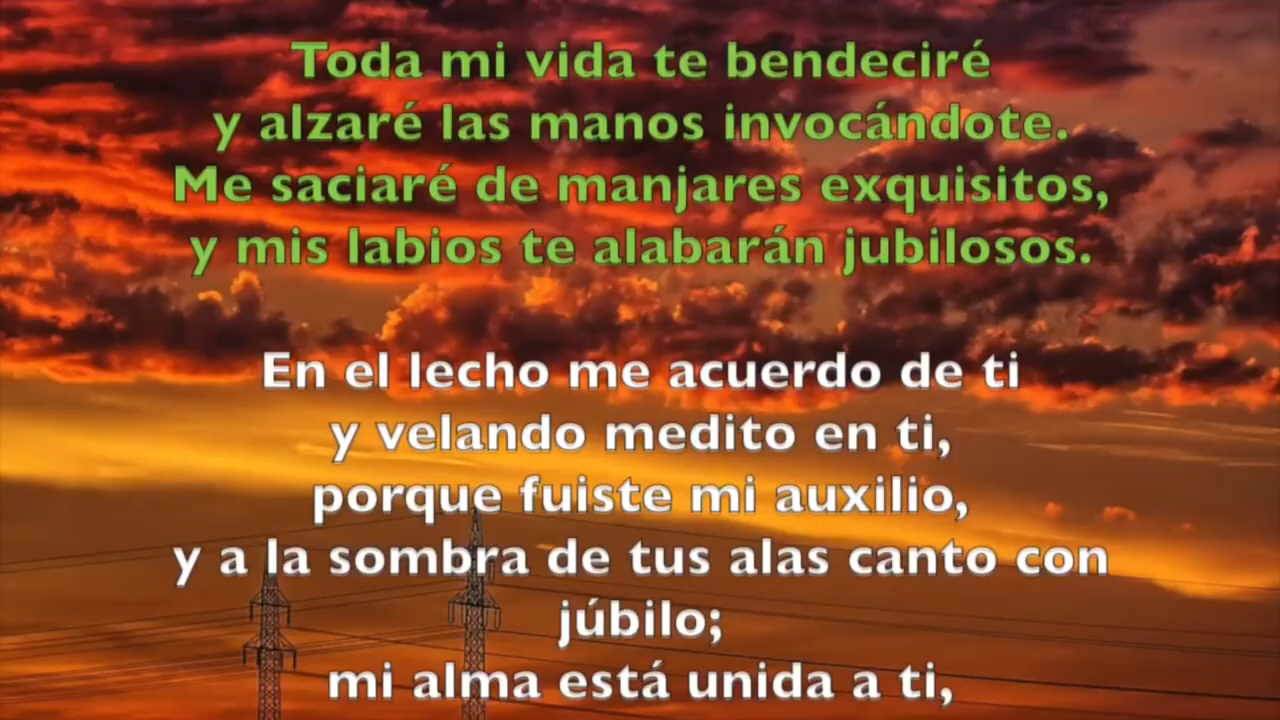 Toda mi vida te bendeciré
y alzaré las manos invocándote.
Me saciaré de manjares exquisitos,
y mis labios te alabarán jubilosos.
En el lecho me acuerdo de ti
y velando medito en ti,
porque fuiste mi auxilio,
y a la sombra de tus alas canto con
júbilo;
mi alma está unida a ti,